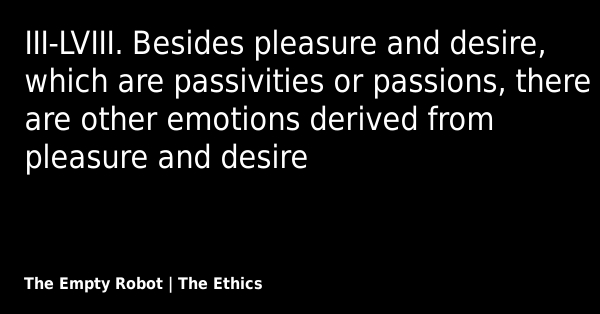 III-LVIII. Besides pleasure and desire,
which are passivities or passions, there
are other emotions derived from
pleasure and desire
The Empty Robot | The Ethics